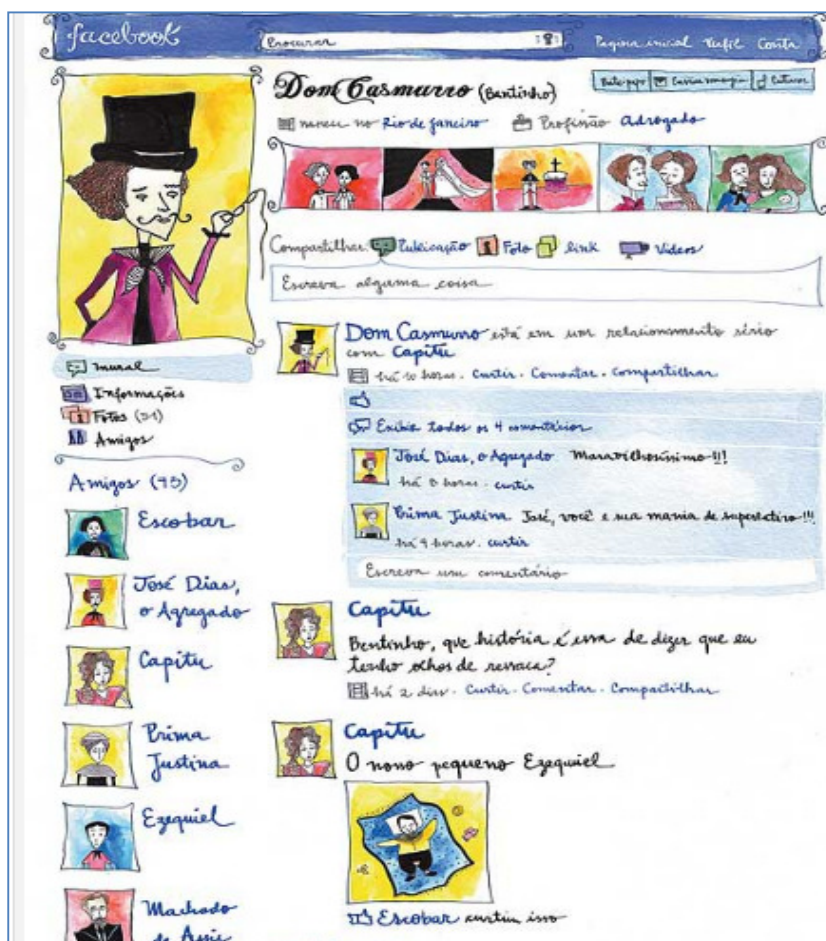 facebook
Procurar
Página inicial Perfil Conta
Dom Casmurro (Bentinho)
Bate-papo Cutucar
nasceu no Rio de Janeiro Profissão Advogado
Compartilhar: Publicação Foto link Vídeos
Escreva alguma coisa
mural
Informações
Fotos (51)
Amigos
Amigos (45)
Escobar
José Dias,
o Agregado
Capitu
Prima
Justina
Ezequiel
Machado
de Assis
Dom Casmurro está em um relacionamento sério
com Capitu
há 10 horas. Curtir. Comentar. Compartilhar
Exibir todos os 4 comentários
José Dias, o Agregado Maravilhosíssimo!!!
há 8 horas. curtir
Prima Justina José, você e sua mania de superlativo!!!
há 9 horas. curtir
Escreva um comentário
Capitu
Bentinho, que história é essa de dizer que eu
tenho olhos de ressaca?
há 2 dias. Curtir. Comentar. Compartilhar
Capitu
O nosso pequeno Ezequiel
Escobar curtiu isso